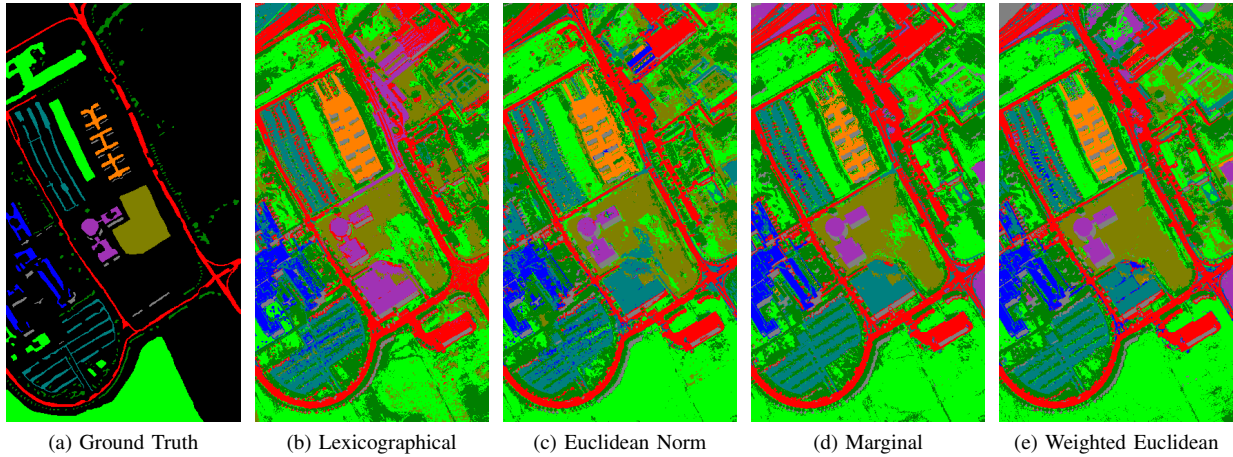 (a) Ground Truth
(b) Lexicographical
(c) Euclidean Norm
(d) Marginal
(e) Weighted Euclidean